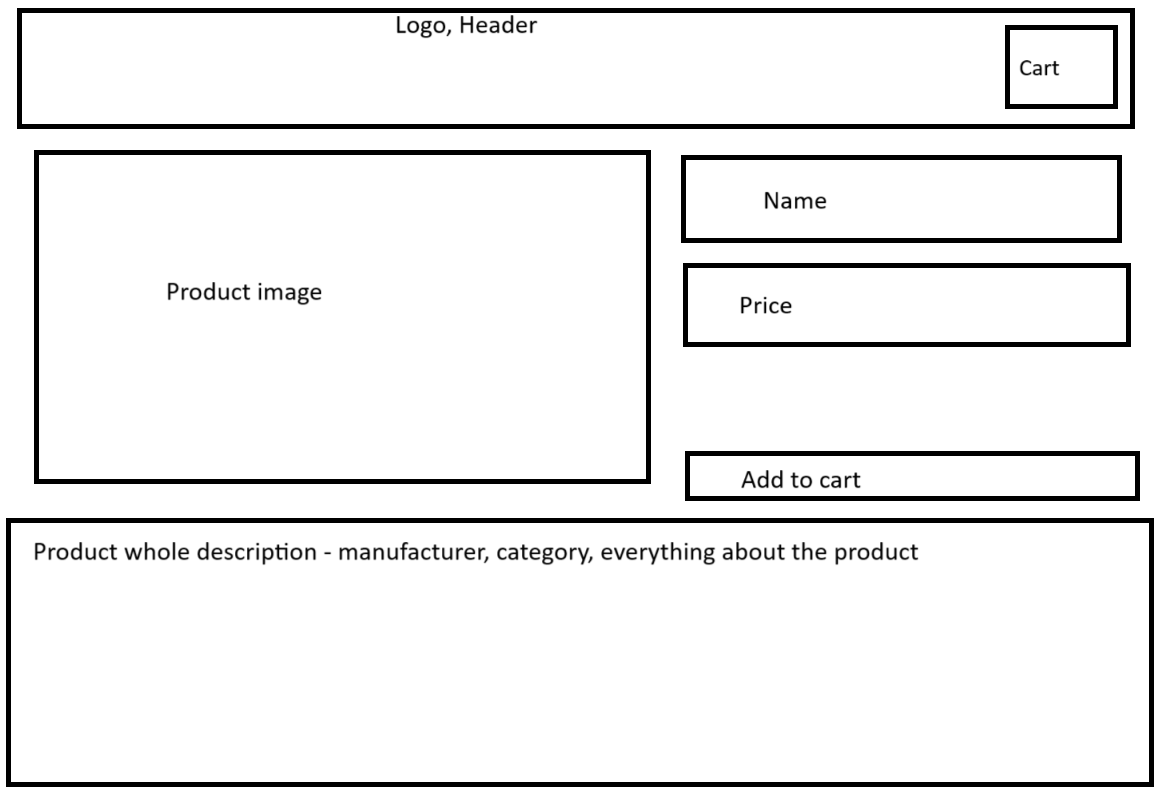 Logo, Header
Cart
Product image
Name
Price
Add to cart
Product whole description - manufacturer, category, everything about the product